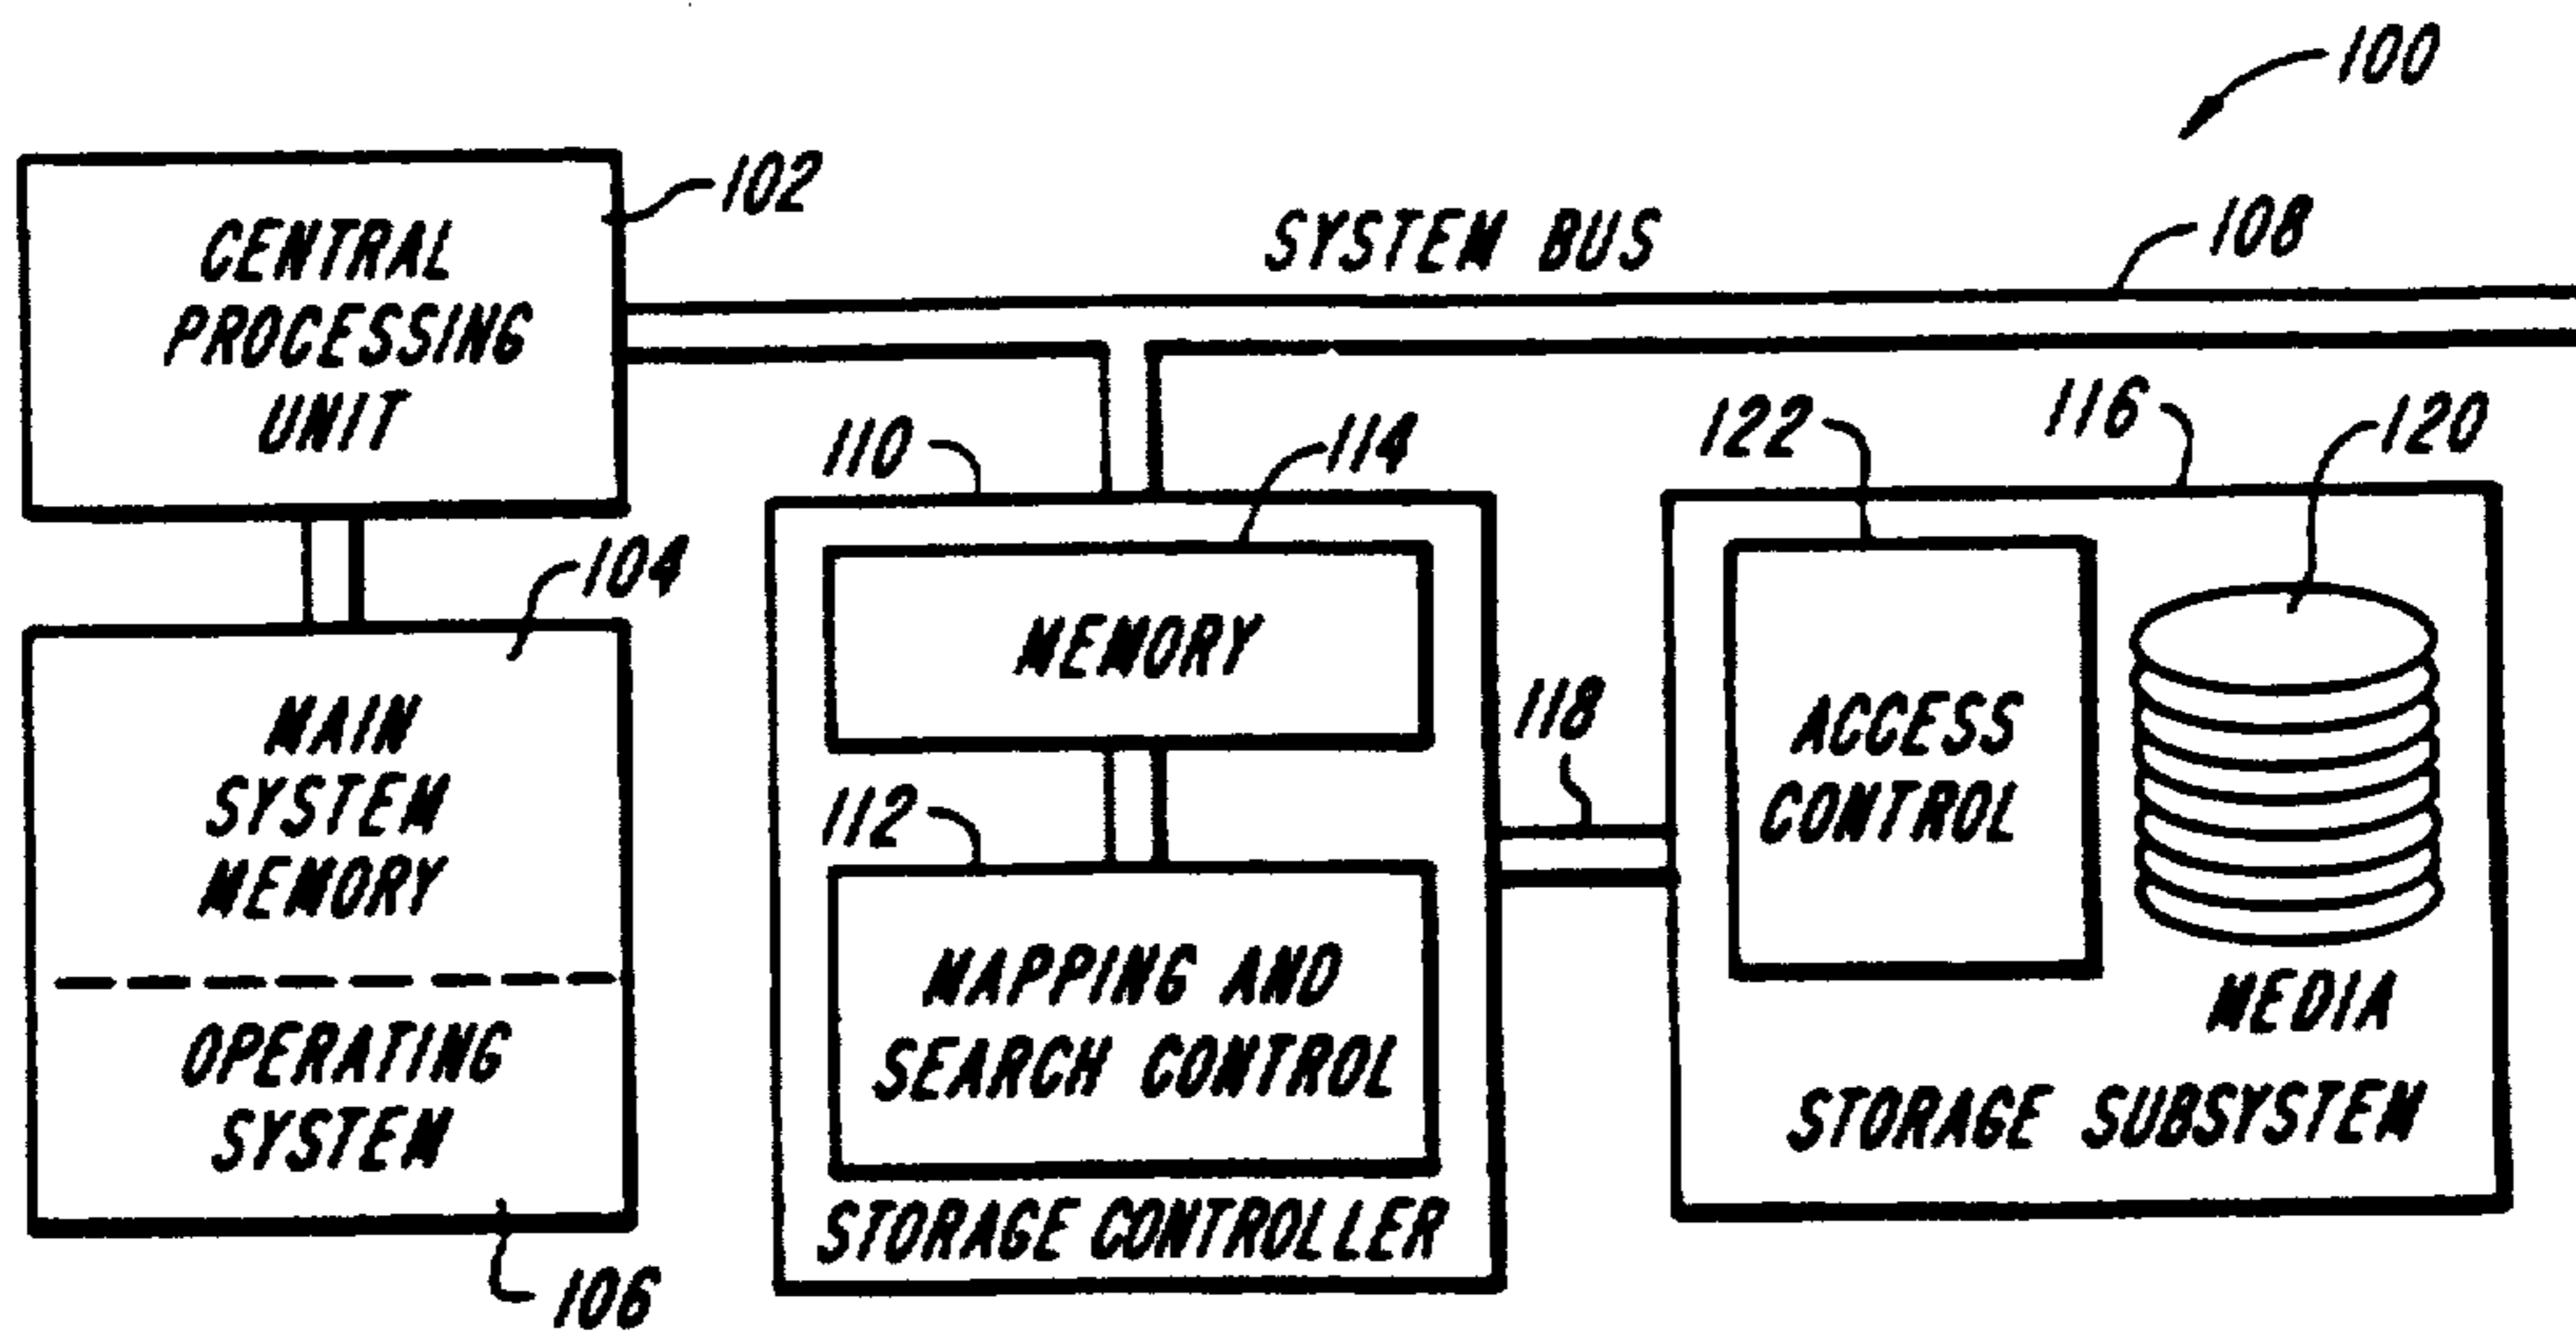 100
102
CENTRAL
PROCESSING
UNIT
SYSTEM BUS
108
104
MAIN
SYSTEM
MEMORY
OPERATING
SYSTEM
106
110
114
MEMORY
112
MAPPING AND
SEARCH CONTROL
STORAGE CONTROLLER
118
122
116
120
ACCESS
CONTROL
MEDIA
STORAGE SUBSYSTEM